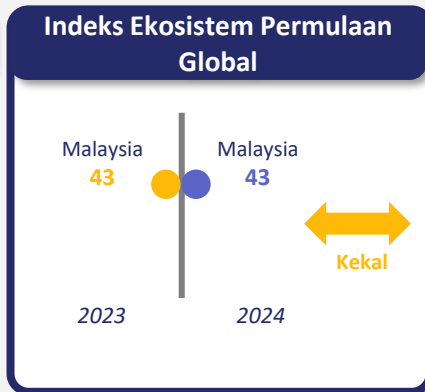 Indeks Ekosistem Permulaan
Global
Malaysia
43
Malaysia
43
Kekal
2023
2024